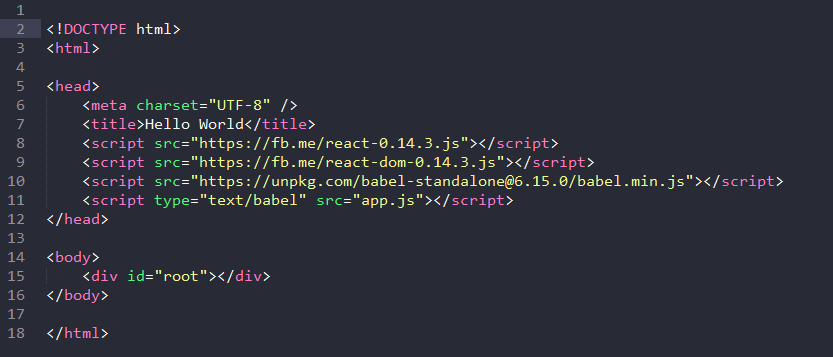 1
2 <!DOCTYPE html>
3 <html>
4
5 <head>
6     <meta charset="UTF-8" />
7     <title>Hello World</title>
8     <script src="https://fb.me/react-0.14.3.js"></script>
9     <script src="https://fb.me/react-dom-0.14.3.js"></script>
10     <script src="https://unpkg.com/babel-standalone@6.15.0/babel.min.js"></script>
11     <script type="text/babel" src="app.js"></script>
12 </head>
13
14 <body>
15     <div id="root"></div>
16 </body>
17
18 </html>